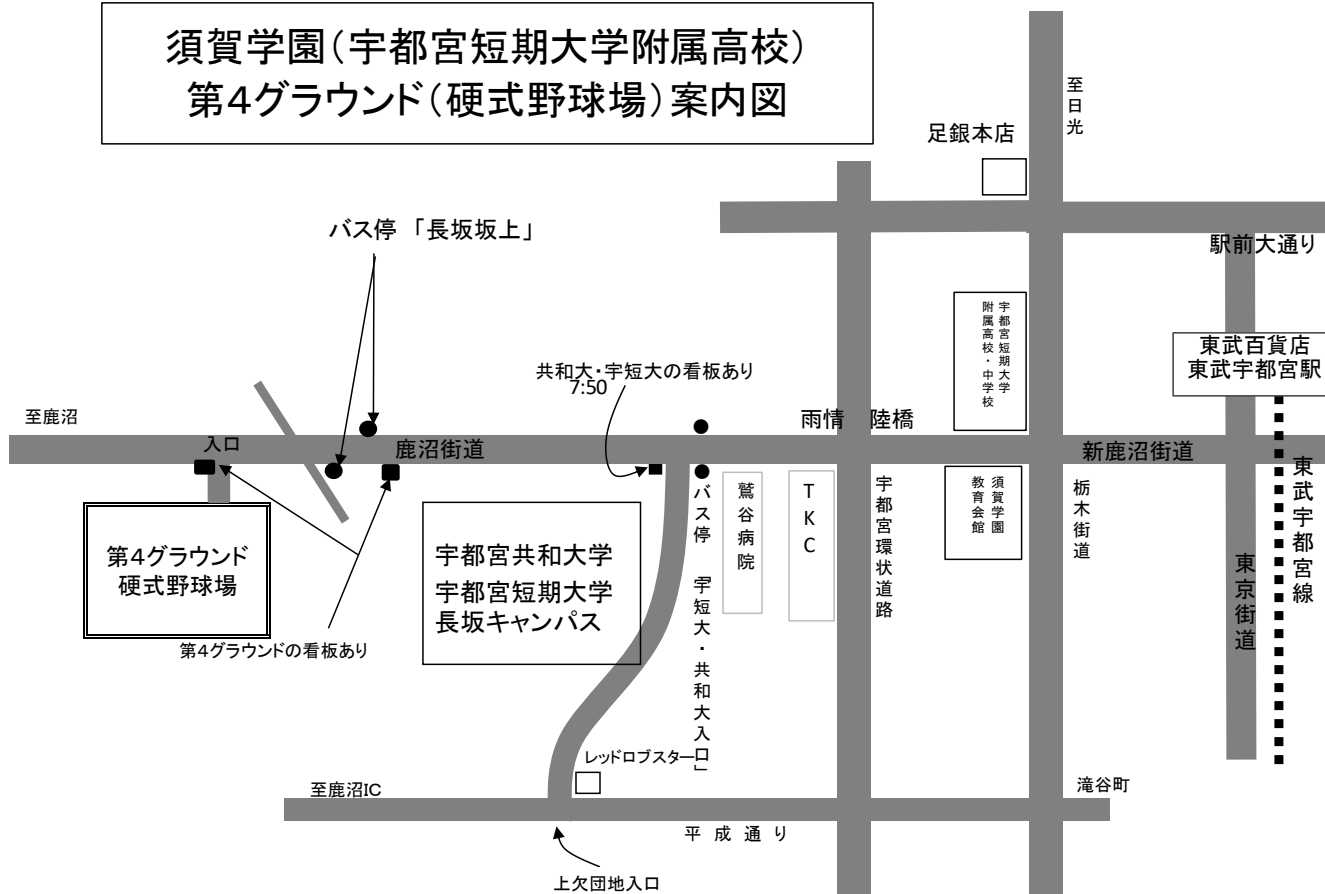 須賀学園(宇都宮短期大学附属高校)
第4グラウンド(硬式野球場)案内図
至日光
足銀本店
駅前大通り
バス停 「長坂坂上」
宇都宮短期大学
附属高校・中学校
東武百貨店
東武宇都宮駅
共和大・宇短大の看板あり
7:50
至鹿沼
入口
鹿沼街道
雨情 陸橋
新鹿沼街道
第4グラウンド
硬式野球場
第4グラウンドの看板あり
宇都宮共和大学
宇都宮短期大学
長坂キャンパス
バス停 「宇短大・共和大入口」
鷲谷病院
TKC
宇都宮環状道路
須賀学園
教育会館
栃木街道
東京街道
東武宇都宮線
レッドロブスター
至鹿沼IC
平成通り
滝谷町
上欠団地入口